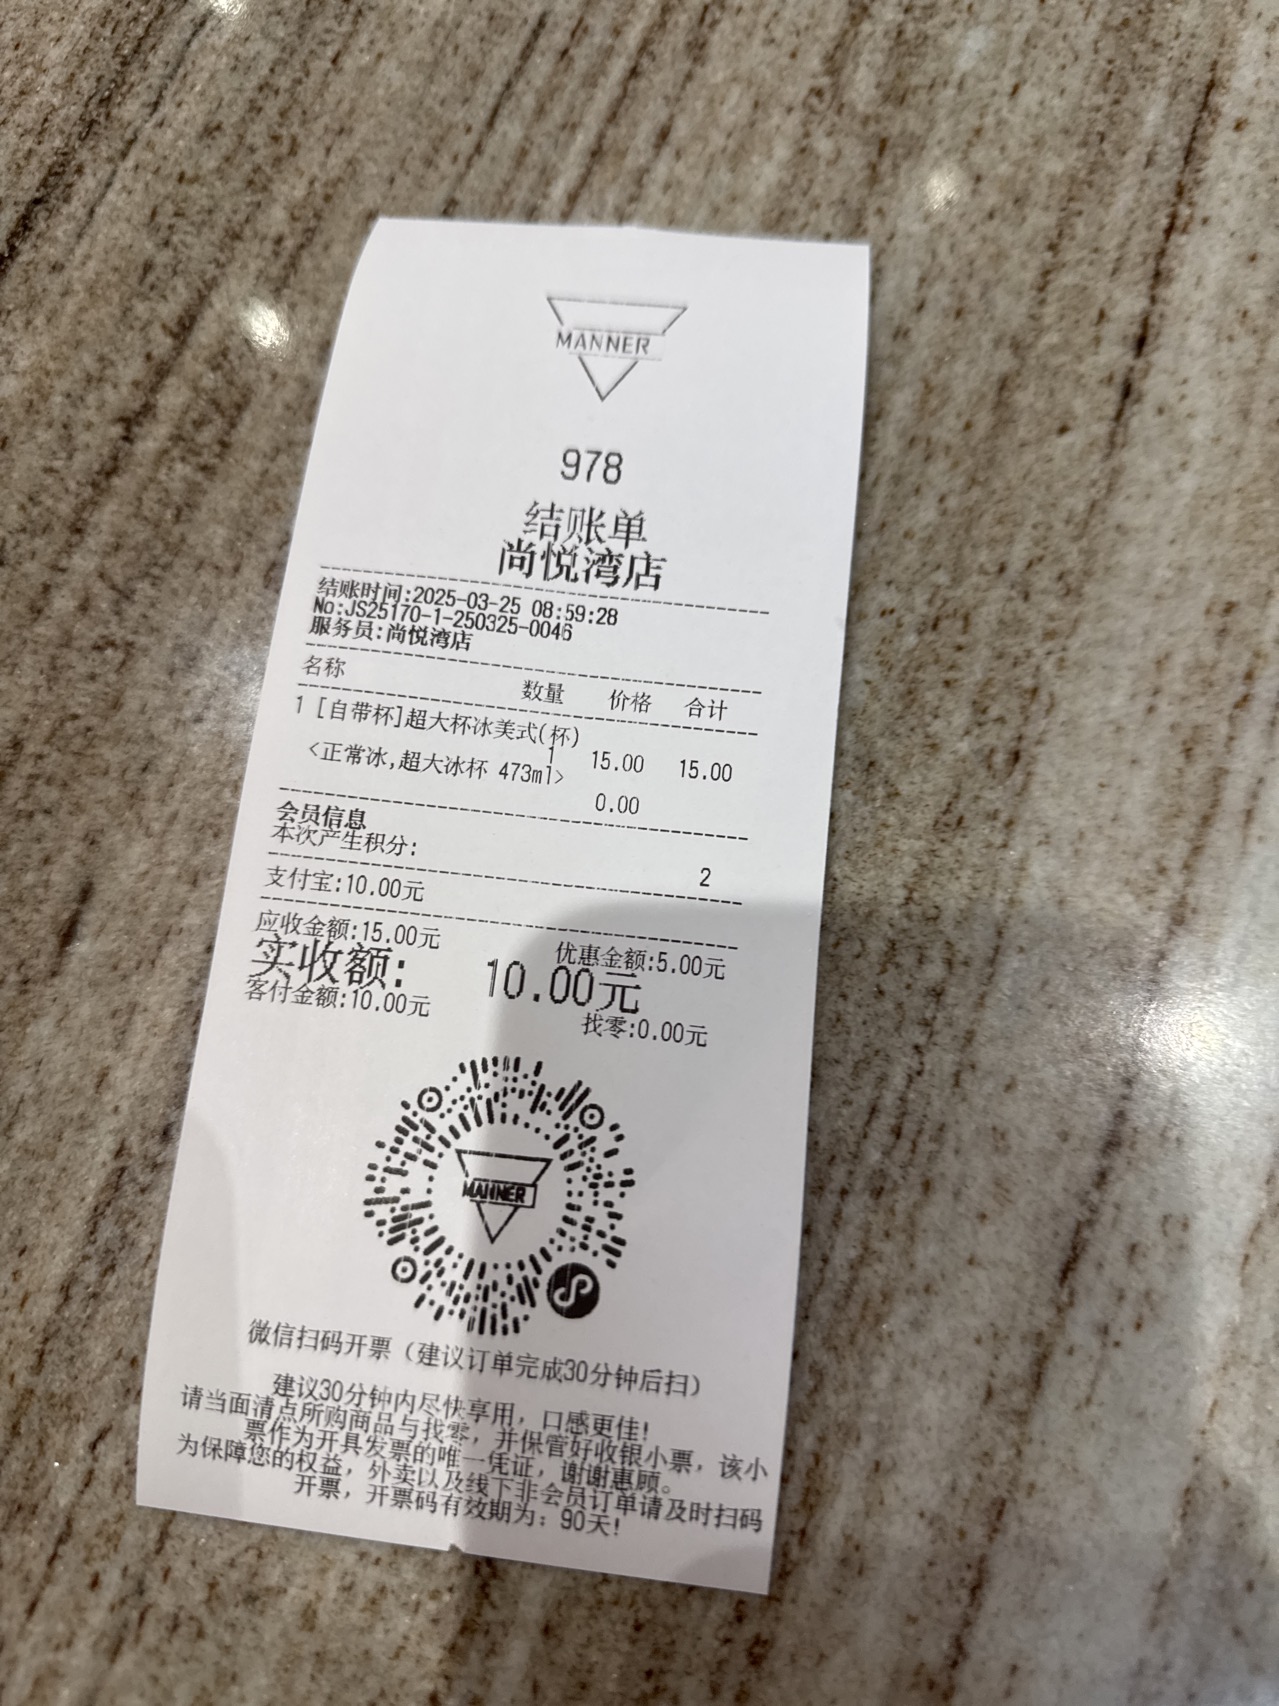 MANNER
978
结账单
尚悦湾店
结账时间:2025-03-25 08:59:28
No:JS25170-1-250325-0046
服务员:尚悦湾店
名称 数量 价格 合计
1 [自带杯]超大杯冰美式(杯)
1 15.00 15.00
<正常冰,超大冰杯 473ml>
0.00
会员信息
本次产生积分: 2
支付宝:10.00元
应收金额:15.00元 优惠金额:5.00元
实收额: 10.00元
客付金额:10.00元 找零:0.00元
MANNER
微信扫码开票（建议订单完成30分钟后扫）
建议30分钟内尽快享用，口感更佳!
请当面清点所购商品与找零，并保管好收银小票，该小
票作为开具发票的唯一凭证，谢谢惠顾。
为保障您的权益，外卖以及线下非会员订单请及时扫码
开票，开票码有效期为：90天!